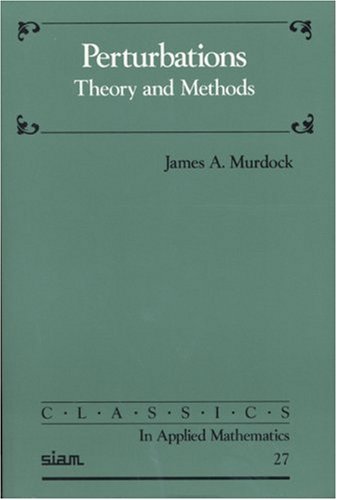 Perturbations
Theory and Methods
James A. Murdock
C · L · A · S · S · I · C · S
In Applied Mathematics
siam. 27